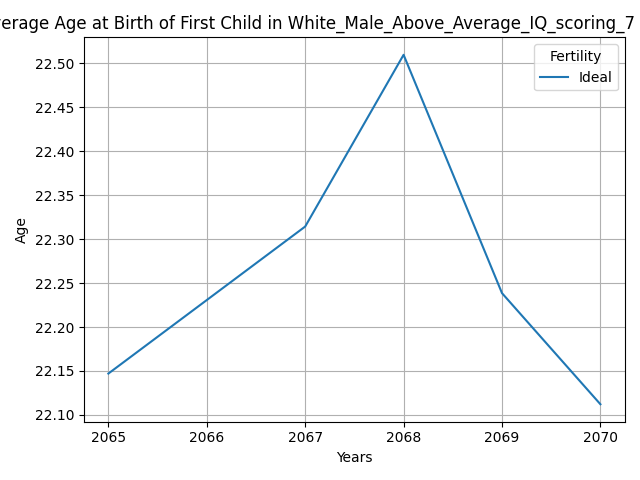 erage Age at Birth of First Child in White_Male_Above_Average_IQ_scoring_7
Fertility
Ideal
22.50
22.45
22.40
22.35
22.30
22.25
22.20
22.15
22.10
Age
2065 2066 2067 2068 2069 2070
Years